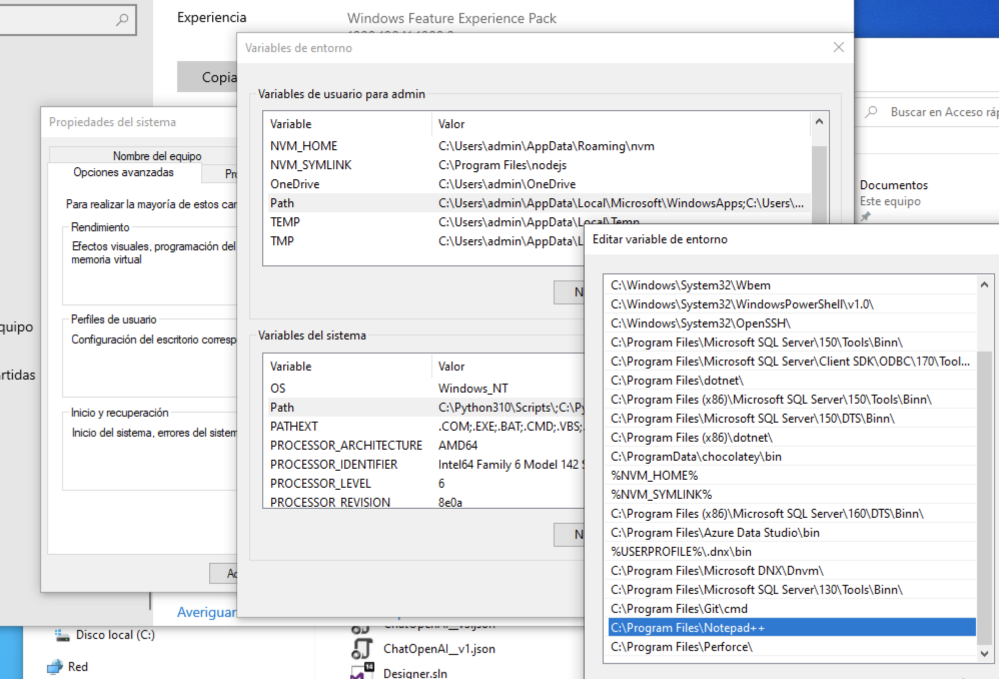 Experiencia
Windows Feature Experience Pack
Variables de entorno
Variables de usuario para admin
Variable Valor
NVM_HOME C:\Users\admin\AppData\Roaming\nvm
NVM_SYMLINK C:\Program Files\nodejs
OneDrive C:\Users\admin\OneDrive
Path C:\Users\admin\AppData\Local\Microsoft\WindowsApps;C:\Users\...
TEMP C:\Users\admin\AppData\Local\Temp
TMP C:\Users\admin\AppData\L
N
Variables del sistema
Variable Valor
OS Windows_NT
Path C:\Python310\Scripts\;C:\Py
PATHEXT .COM;.EXE;.BAT;.CMD;.VBS;.
PROCESSOR_ARCHITECTURE AMD64
PROCESSOR_IDENTIFIER Intel64 Family 6 Model 142 S
PROCESSOR_LEVEL 6
PROCESSOR_REVISION 8e0a
N
Copia
Propiedades del sistema
Nombre del equipo
Opciones avanzadas
Pro
Para realizar la mayoría de estos car
Rendimiento
Efectos visuales, programación del
memoria virtual
Perfiles de usuario
Configuración del escritorio corresp
Inicio y recuperación
Inicio del sistema, errores del sistem
Ac
quipo
rtidas
Averiguar
Buscar en Acceso ráp
Documentos
Este equipo
Editar variable de entorno
C:\Windows\System32\Wbem
C:\Windows\System32\WindowsPowerShell\v1.0\
C:\Windows\System32\OpenSSH\
C:\Program Files\Microsoft SQL Server\150\Tools\Binn\
C:\Program Files\Microsoft SQL Server\Client SDK\ODBC\170\Tool...
C:\Program Files\dotnet\
C:\Program Files (x86)\Microsoft SQL Server\150\Tools\Binn\
C:\Program Files\Microsoft SQL Server\150\DTS\Binn\
C:\Program Files (x86)\dotnet\
C:\ProgramData\chocolatey\bin
%NVM_HOME%
%NVM_SYMLINK%
C:\Program Files (x86)\Microsoft SQL Server\160\DTS\Binn\
C:\Program Files\Azure Data Studio\bin
%USERPROFILE%\.dnx\bin
C:\Program Files\Microsoft DNX\Dnvm\
C:\Program Files\Microsoft SQL Server\130\Tools\Binn\
C:\Program Files\Git\cmd
C:\Program Files\Notepad++
C:\Program Files\Perforce\
Disco local (C:)
Red
ChatOpenAI__v1.json
14
Designer.sln